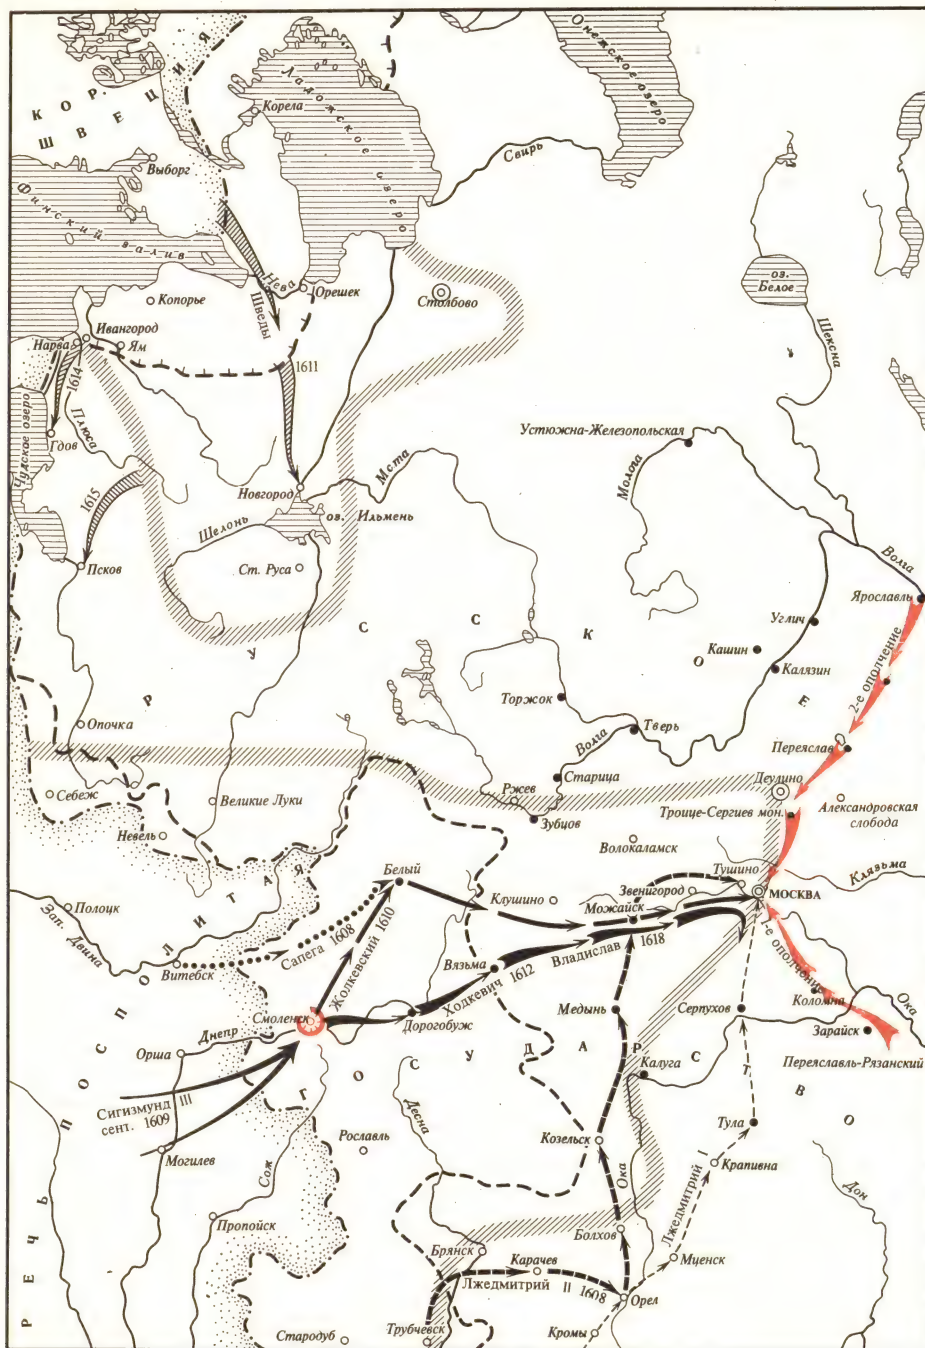 КОР. ШВЕЦИЯ
Ладожское озеро
Онежское озеро
Корела
Выборг
Свирь
Финский залив
Нева
Орешек
Копорье
Шведы
Столбово
оз.
Белое
Шексна
Ивангород
Нарва
Ям
1611
1614
Чудское озеро
Плюса
Гдов
Устюжна-Железопольская
Молога
Мста
Новгород
1615
оз. Ильмень
Шелонь
Псков
Ст. Руса
Волга
Ярославль
Углич
Кашин
Калязин
2-е ополчение
РУССКОЕ
Торжок
Опочка
Тверь
Волга
Переяслав
Старица
Деулино
Себеж
Великие Луки
Ржев
Александровская
слобода
Зубцов
Троице-Сергиев мон.
Невель
Волоколамск
Белый
Тушино
Клязьма
Звенигород
МОСКВА
Клушино
Можайск
Полоцк
Зап. Двина
Сапега 1608
Жолкевский 1610
Витебск
Вязьма
Владислав 1618
Ходкевич 1612
1-е ополчение
Коломна
Ока
Смоленск
Дорогобуж
Медынь
Серпухов
Зарайск
Днепр
Орша
Переяславль-Рязанский
Калуга
ГОСУДАРСТВО
Сигизмунд III
сент. 1609
Десна
Тула
Рославль
Козельск
Могилев
Крапивна
Сож
Ока
Дон
Лжедмитрий I
Пропойск
Болхов
Брянск
Мценск
Карачев
Лжедмитрий II 1608
Орел
Стародуб
Трубчевск
Кромы
РЕЧЬ ПОСПОЛИТАЯ